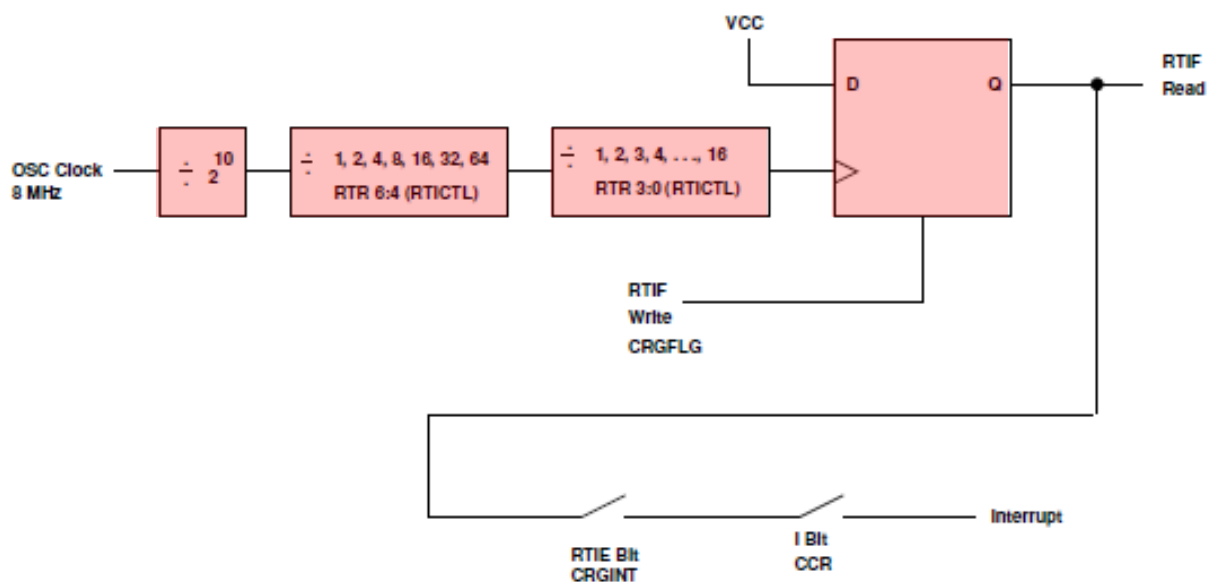 VCC
RTIF
Read
D
Q
OSC Clock
8 MHz
÷ 2 10
÷ 1, 2, 4, 8, 16, 32, 64
RTR 6:4 (RTICTL)
÷ 1, 2, 3, 4, . . ., 16
RTR 3:0 (RTICTL)
RTIF
Write
CRGFLG
RTIE Bit
CRGINT
I Bit
CCR
Interrupt